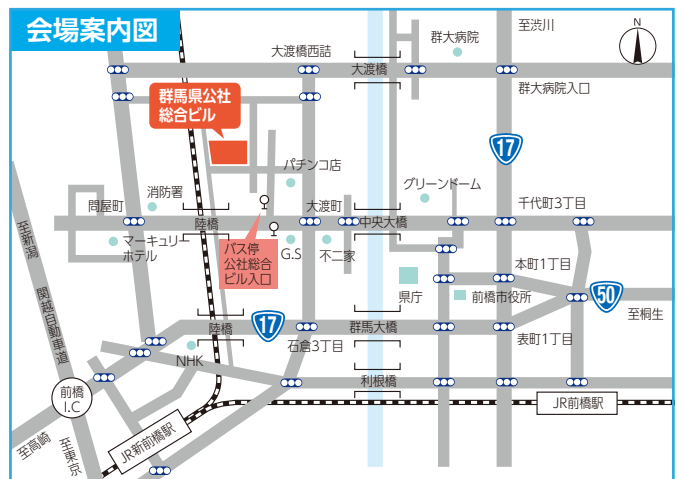 会場案内図
至渋川
N
群大病院
大渡橋西詰
大渡橋
群大病院入口
群馬県公社
総合ビル
17
パチンコ店
消防署
問屋町
大渡町
グリーンドーム
千代町3丁目
陸橋
中央大橋
マーキュリー
ホテル
バス停
公社総合
ビル入口
G.S
不二家
本町1丁目
至新潟
関越自動車道
県庁
前橋市役所
50
至桐生
陸橋
17
群馬大橋
石倉3丁目
表町1丁目
NHK
利根橋
前橋
I.C
JR前橋駅
JR新前橋駅
至高崎
至東京